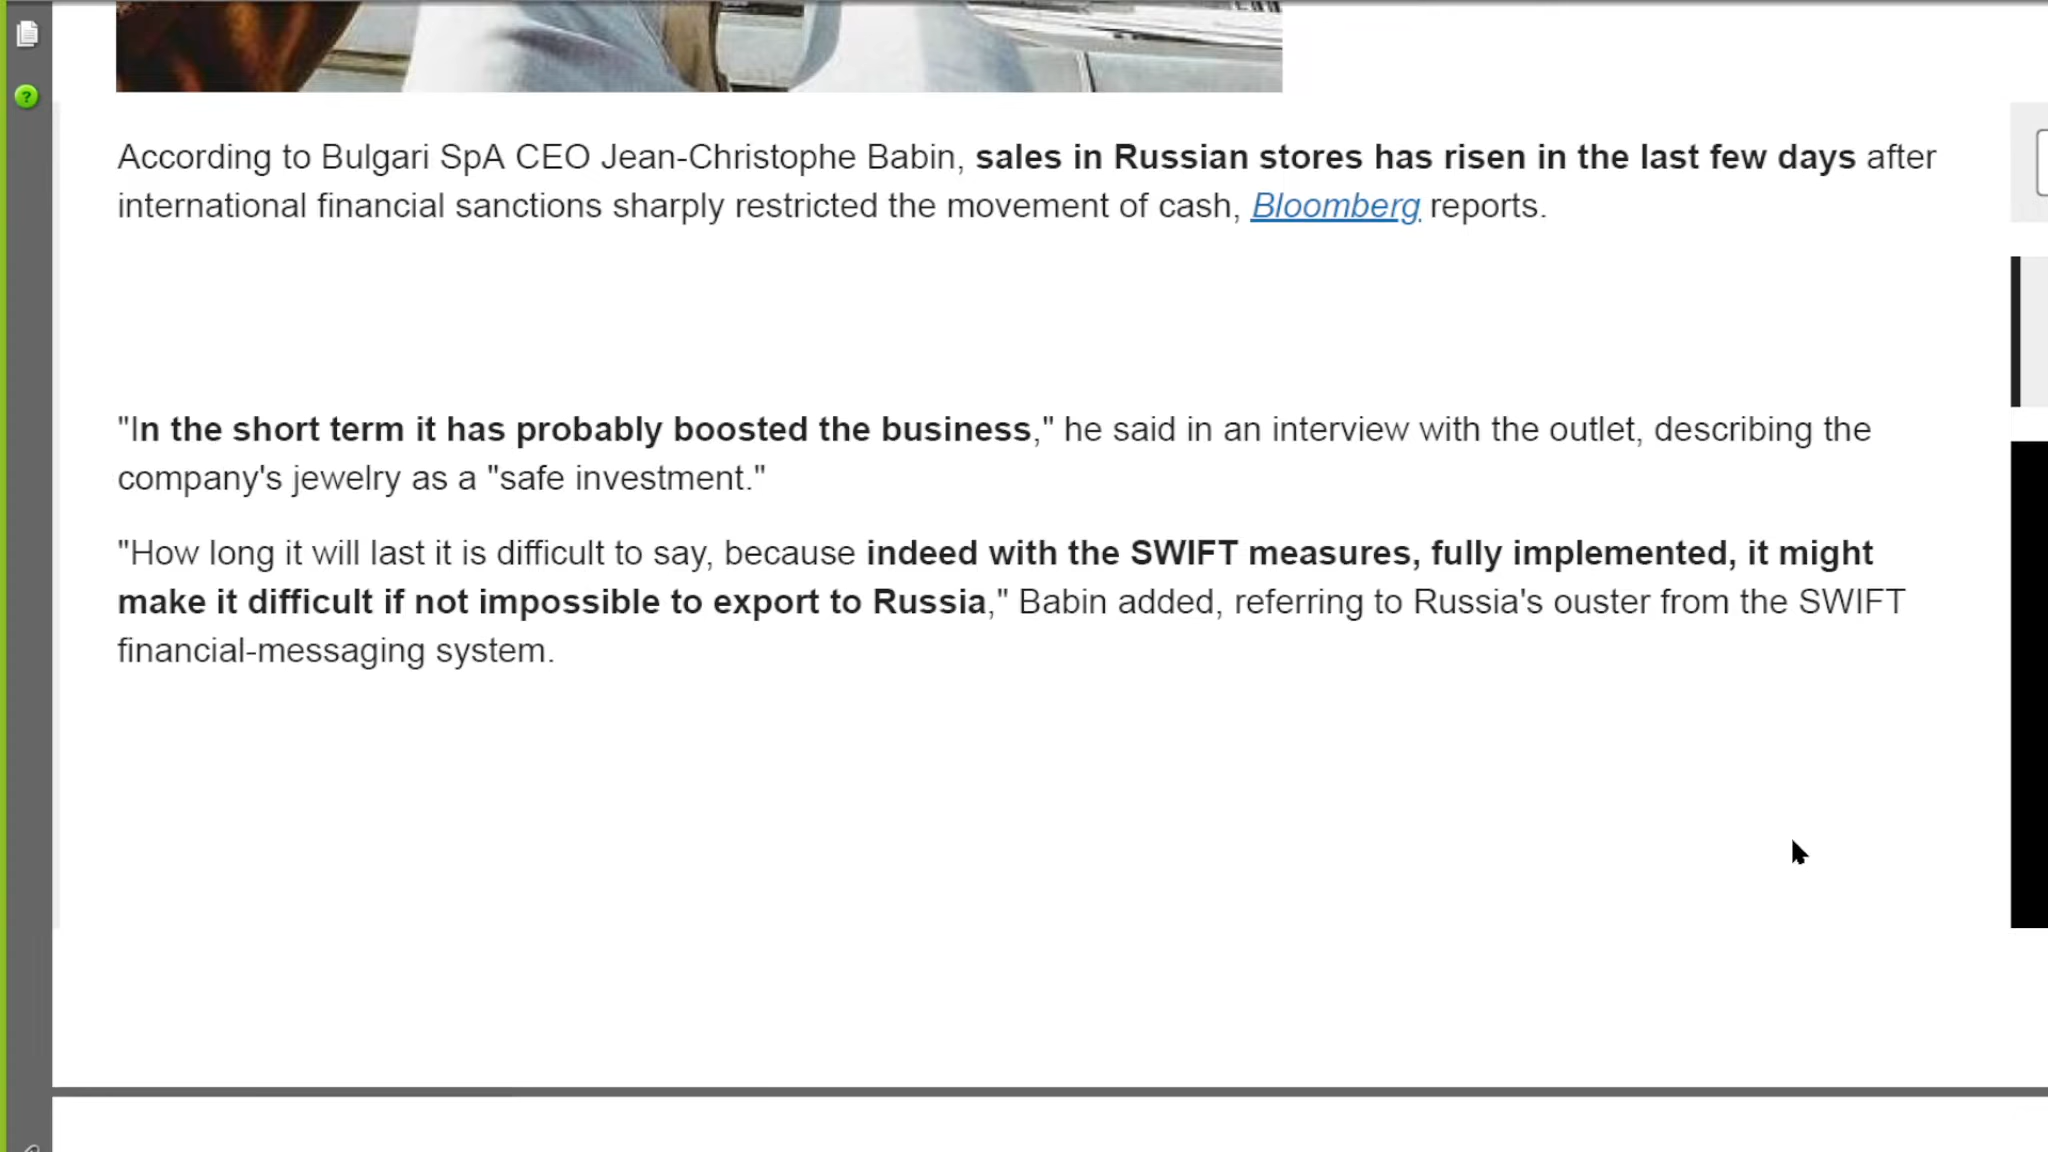 According to Bulgari SpA CEO Jean-Christophe Babin, sales in Russian stores has risen in the last few days after
international financial sanctions sharply restricted the movement of cash, Bloomberg reports.
"In the short term it has probably boosted the business," he said in an interview with the outlet, describing the
company's jewelry as a "safe investment."
"How long it will last it is difficult to say, because indeed with the SWIFT measures, fully implemented, it might
make it difficult if not impossible to export to Russia," Babin added, referring to Russia's ouster from the SWIFT
financial-messaging system.